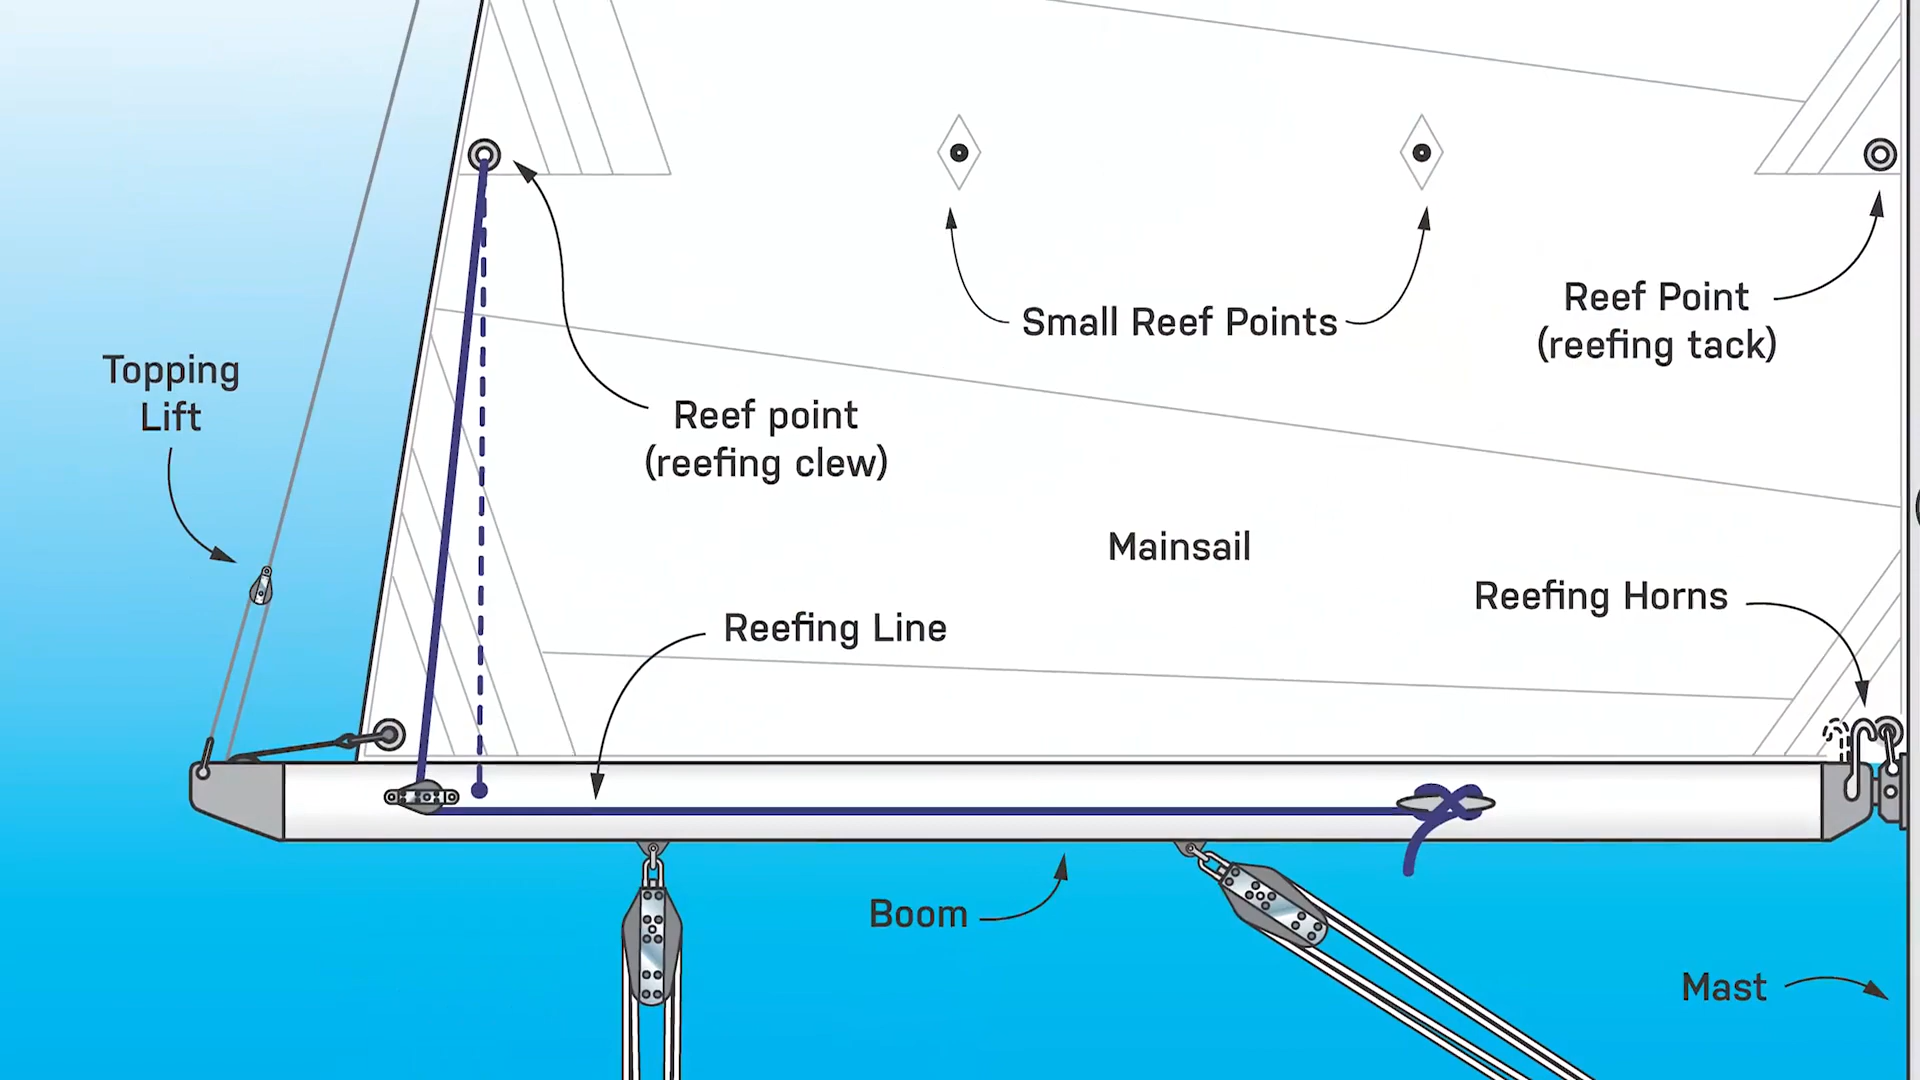 Small Reef Points
Reef Point
(reefing tack)
Topping
Lift
Reef point
(reefing clew)
Mainsail
Reefing Horns
Reefing Line
Boom
Mast